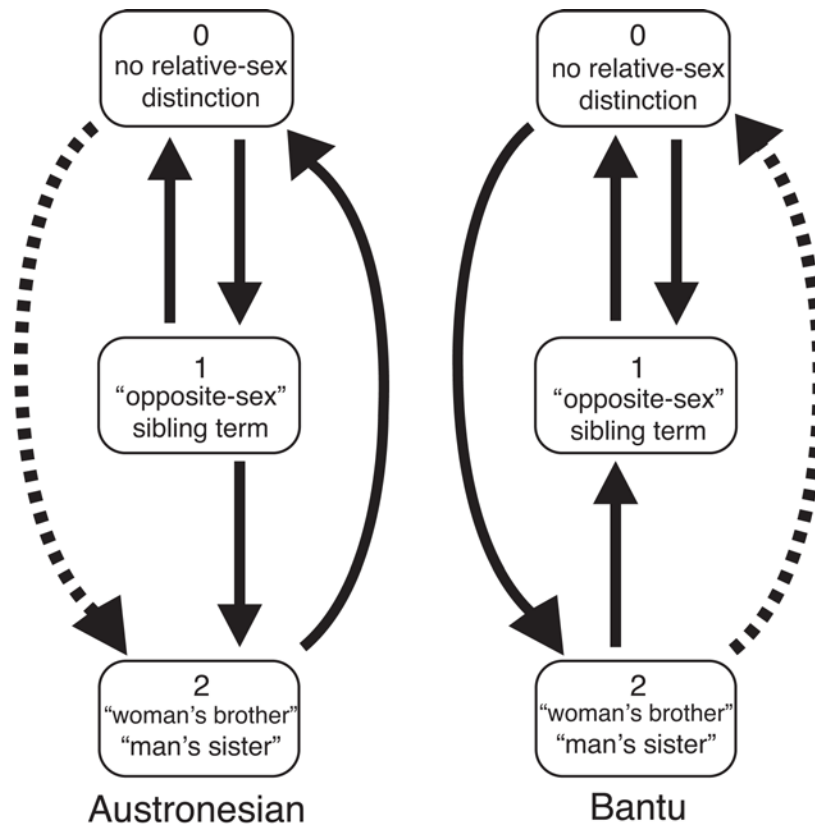 0
no relative-sex
distinction
1
“opposite-sex”
sibling term
2
“woman’s brother”
“man’s sister”
Austronesian
0
no relative-sex
distinction
1
“opposite-sex”
sibling term
2
“woman’s brother”
“man’s sister”
Bantu